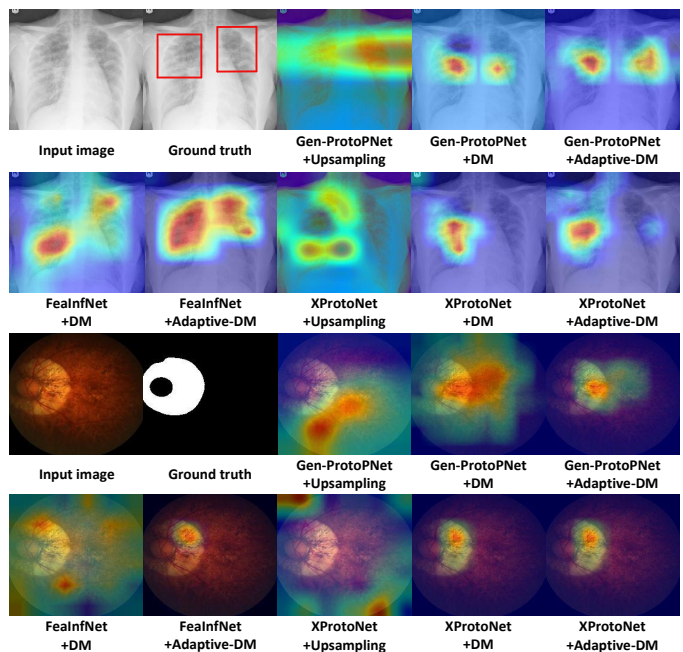 Input image
Ground truth
Gen-ProtoPNet
+Upsampling
Gen-ProtoPNet
+DM
Gen-ProtoPNet
+Adaptive-DM
FeaInfNet
+DM
FeaInfNet
+Adaptive-DM
XProtoNet
+Upsampling
XProtoNet
+DM
XProtoNet
+Adaptive-DM
Input image
Ground truth
Gen-ProtoPNet
+Upsampling
Gen-ProtoPNet
+DM
Gen-ProtoPNet
+Adaptive-DM
FeaInfNet
+DM
FeaInfNet
+Adaptive-DM
XProtoNet
+Upsampling
XProtoNet
+DM
XProtoNet
+Adaptive-DM